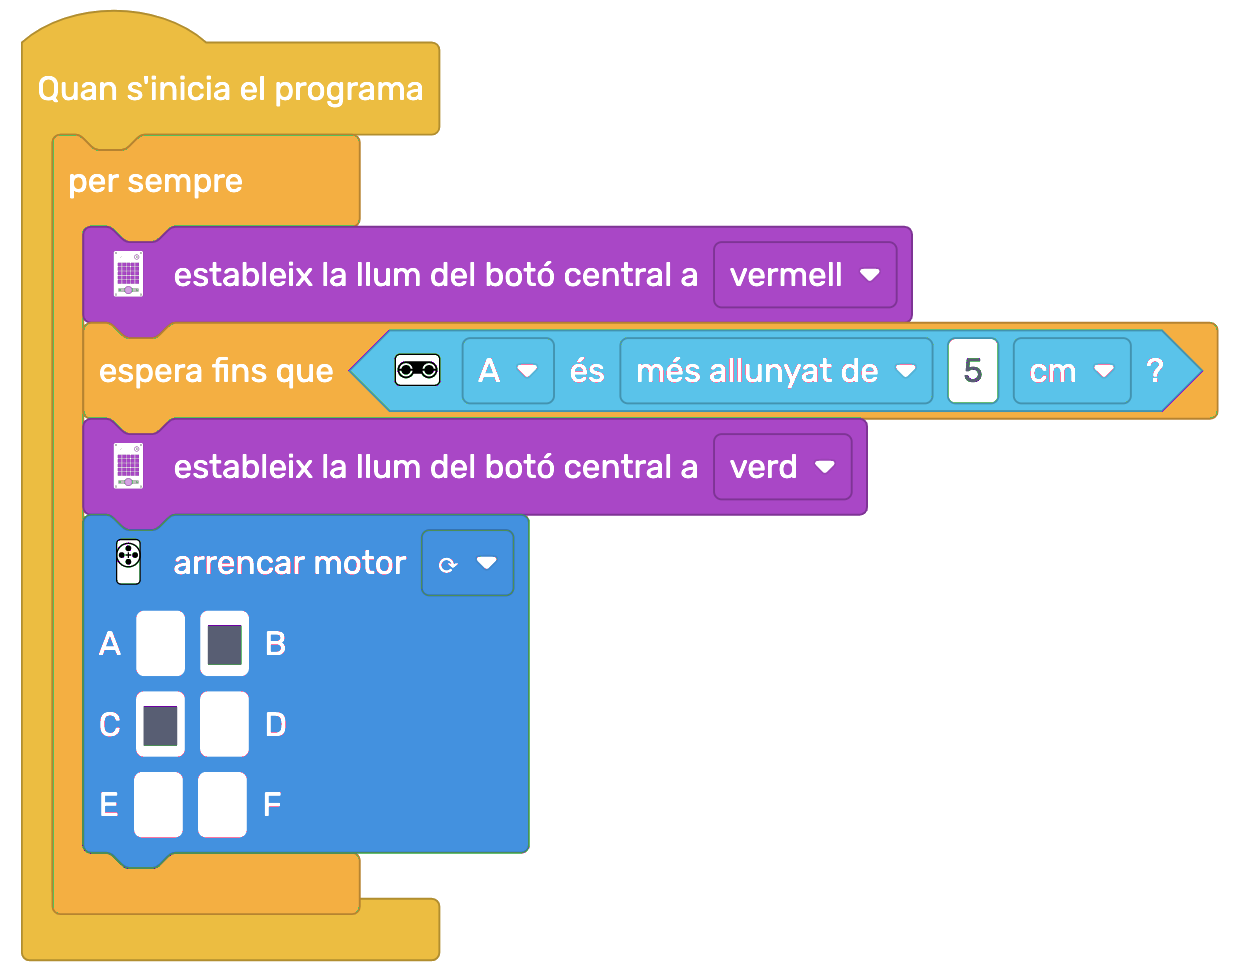 Quan s'inicia el programa
per sempre
estableix la llum del botó central a vermell
espera fins que A és més allunyat de 5 cm ?
estableix la llum del botó central a verd
arrencar motor ⟳
A B
C D
E F